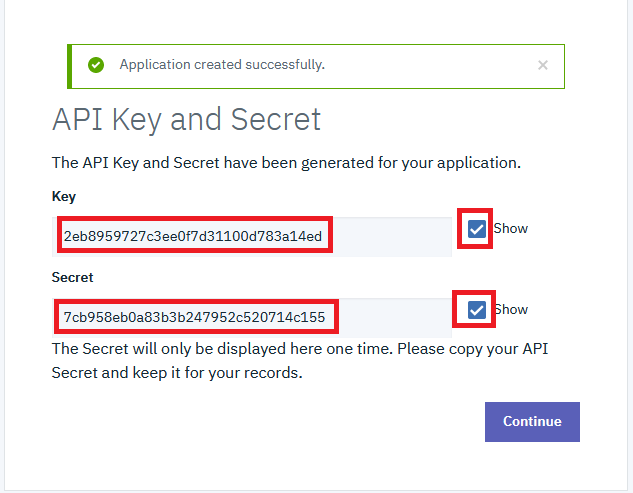 Application created successfully.
API Key and Secret
The API Key and Secret have been generated for your application.
Key
2eb8959727c3ee0f7d31100d783a14ed
Show
Secret
7cb958eb0a83b3b247952c520714c155
Show
The Secret will only be displayed here one time. Please copy your API
Secret and keep it for your records.
Continue